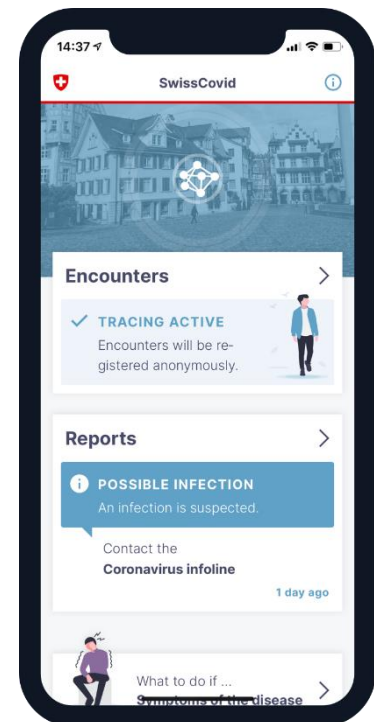 14:37
SwissCovid
Encounters
TRACING ACTIVE
Encounters will be re-
gistered anonymously.
Reports
POSSIBLE INFECTION
An infection is suspected.
Contact the
Coronavirus infoline
1 day ago
What to do if ...
Symptoms of the disease